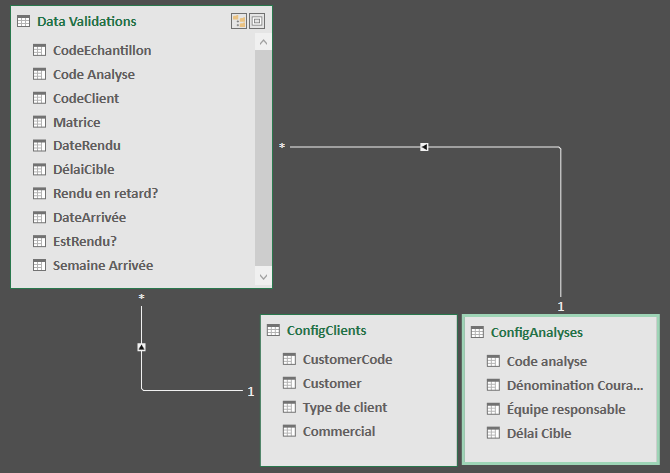 Data Validations
CodeEchantillon
Code Analyse
CodeClient
Matrice
DateRendu
DélaiCible
Rendu en retard?
DateArrivée
EstRendu?
Semaine Arrivée
*
*
1
1
ConfigClients
CustomerCode
Customer
Type de client
Commercial
ConfigAnalyses
Code analyse
Dénomination Coura...
Équipe responsable
Délai Cible